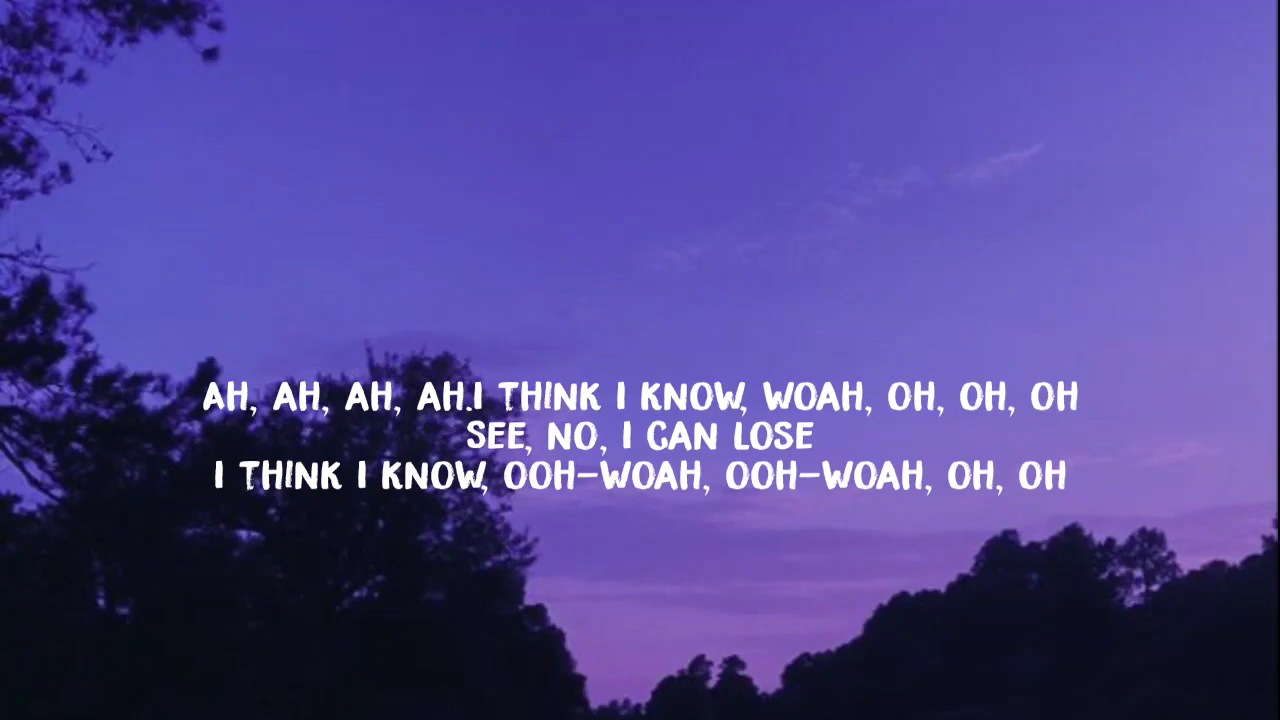 AH, AH, AH, AH.I THINK I KNOW, WOAH, OH, OH, OH
SEE, NO, I CAN LOSE
I THINK I KNOW, OOH-WOAH, OOH-WOAH, OH, OH